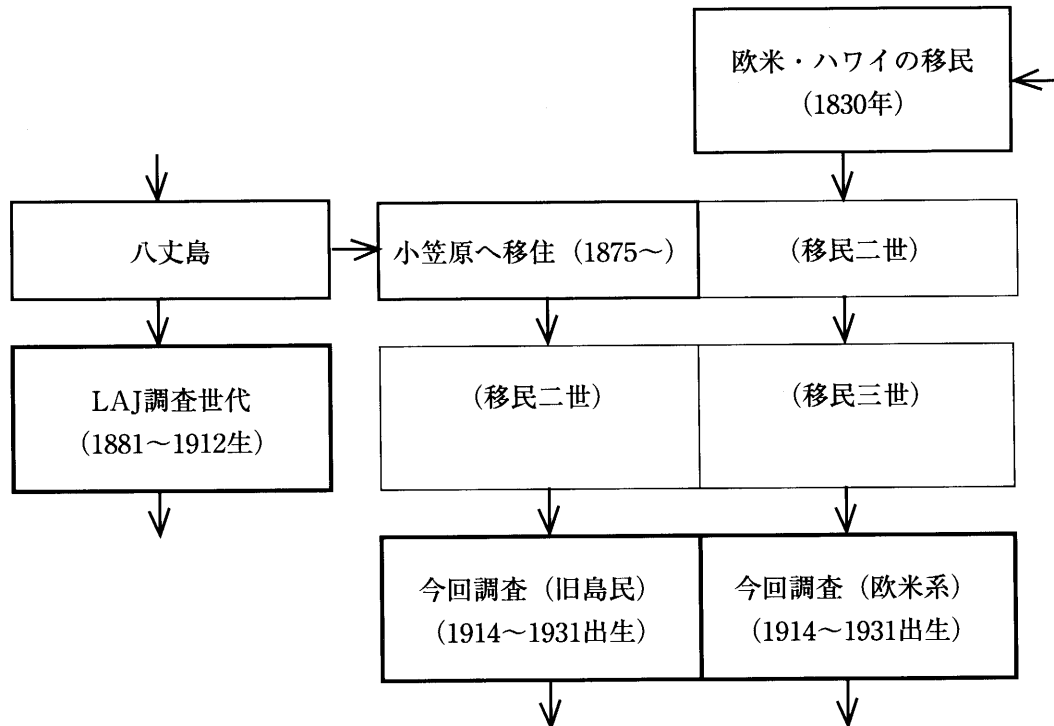 欧米・ハワイの移民
（1830年）
八丈島
小笠原へ移住（1875～）
（移民二世）
LAJ調査世代
（1881～1912生）
（移民二世）
（移民三世）
今回調査（旧島民）
（1914～1931出生）
今回調査（欧米系）
（1914～1931出生）